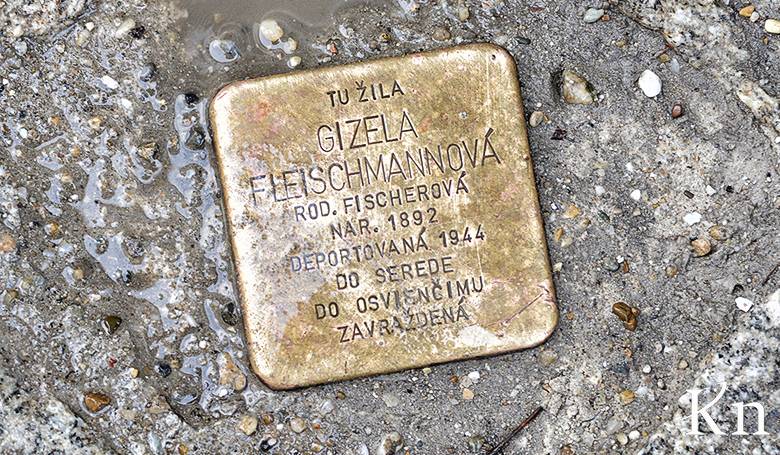 TU ŽILA
GIZELA
FLEISCHMANNOVÁ
ROD. FISCHEROVÁ
NAR. 1892
DEPORTOVANÁ 1944
DO SEREDE
DO OSVIENČIMU
ZAVRAŽDENÁ
Kn